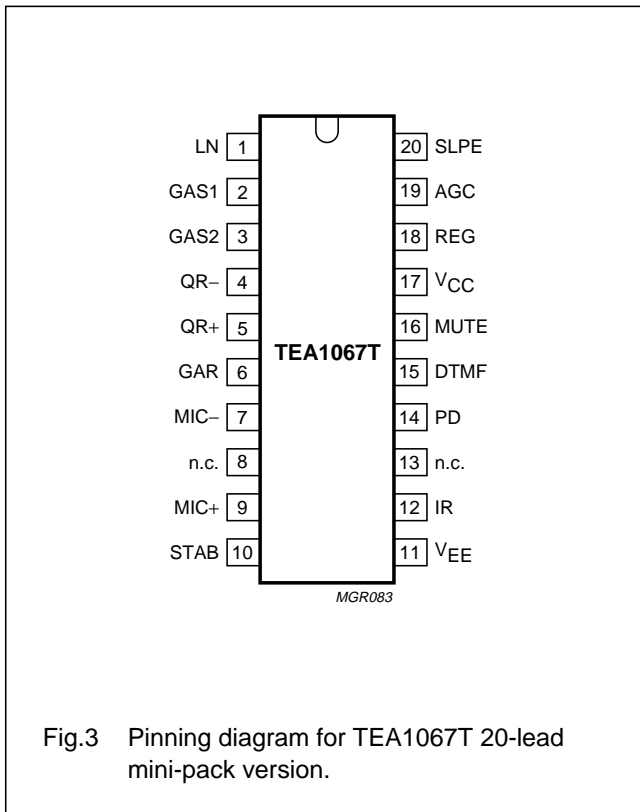 LN 1 20 SLPE
GAS1 2 19 AGC
GAS2 3 18 REG
QR− 4 17 VCC
QR+ 5 16 MUTE
TEA1067T
GAR 6 15 DTMF
MIC− 7 14 PD
n.c. 8 13 n.c.
MIC+ 9 12 IR
STAB 10 11 VEE
MGR083
Fig.3 Pinning diagram for TEA1067T 20-lead
mini-pack version.